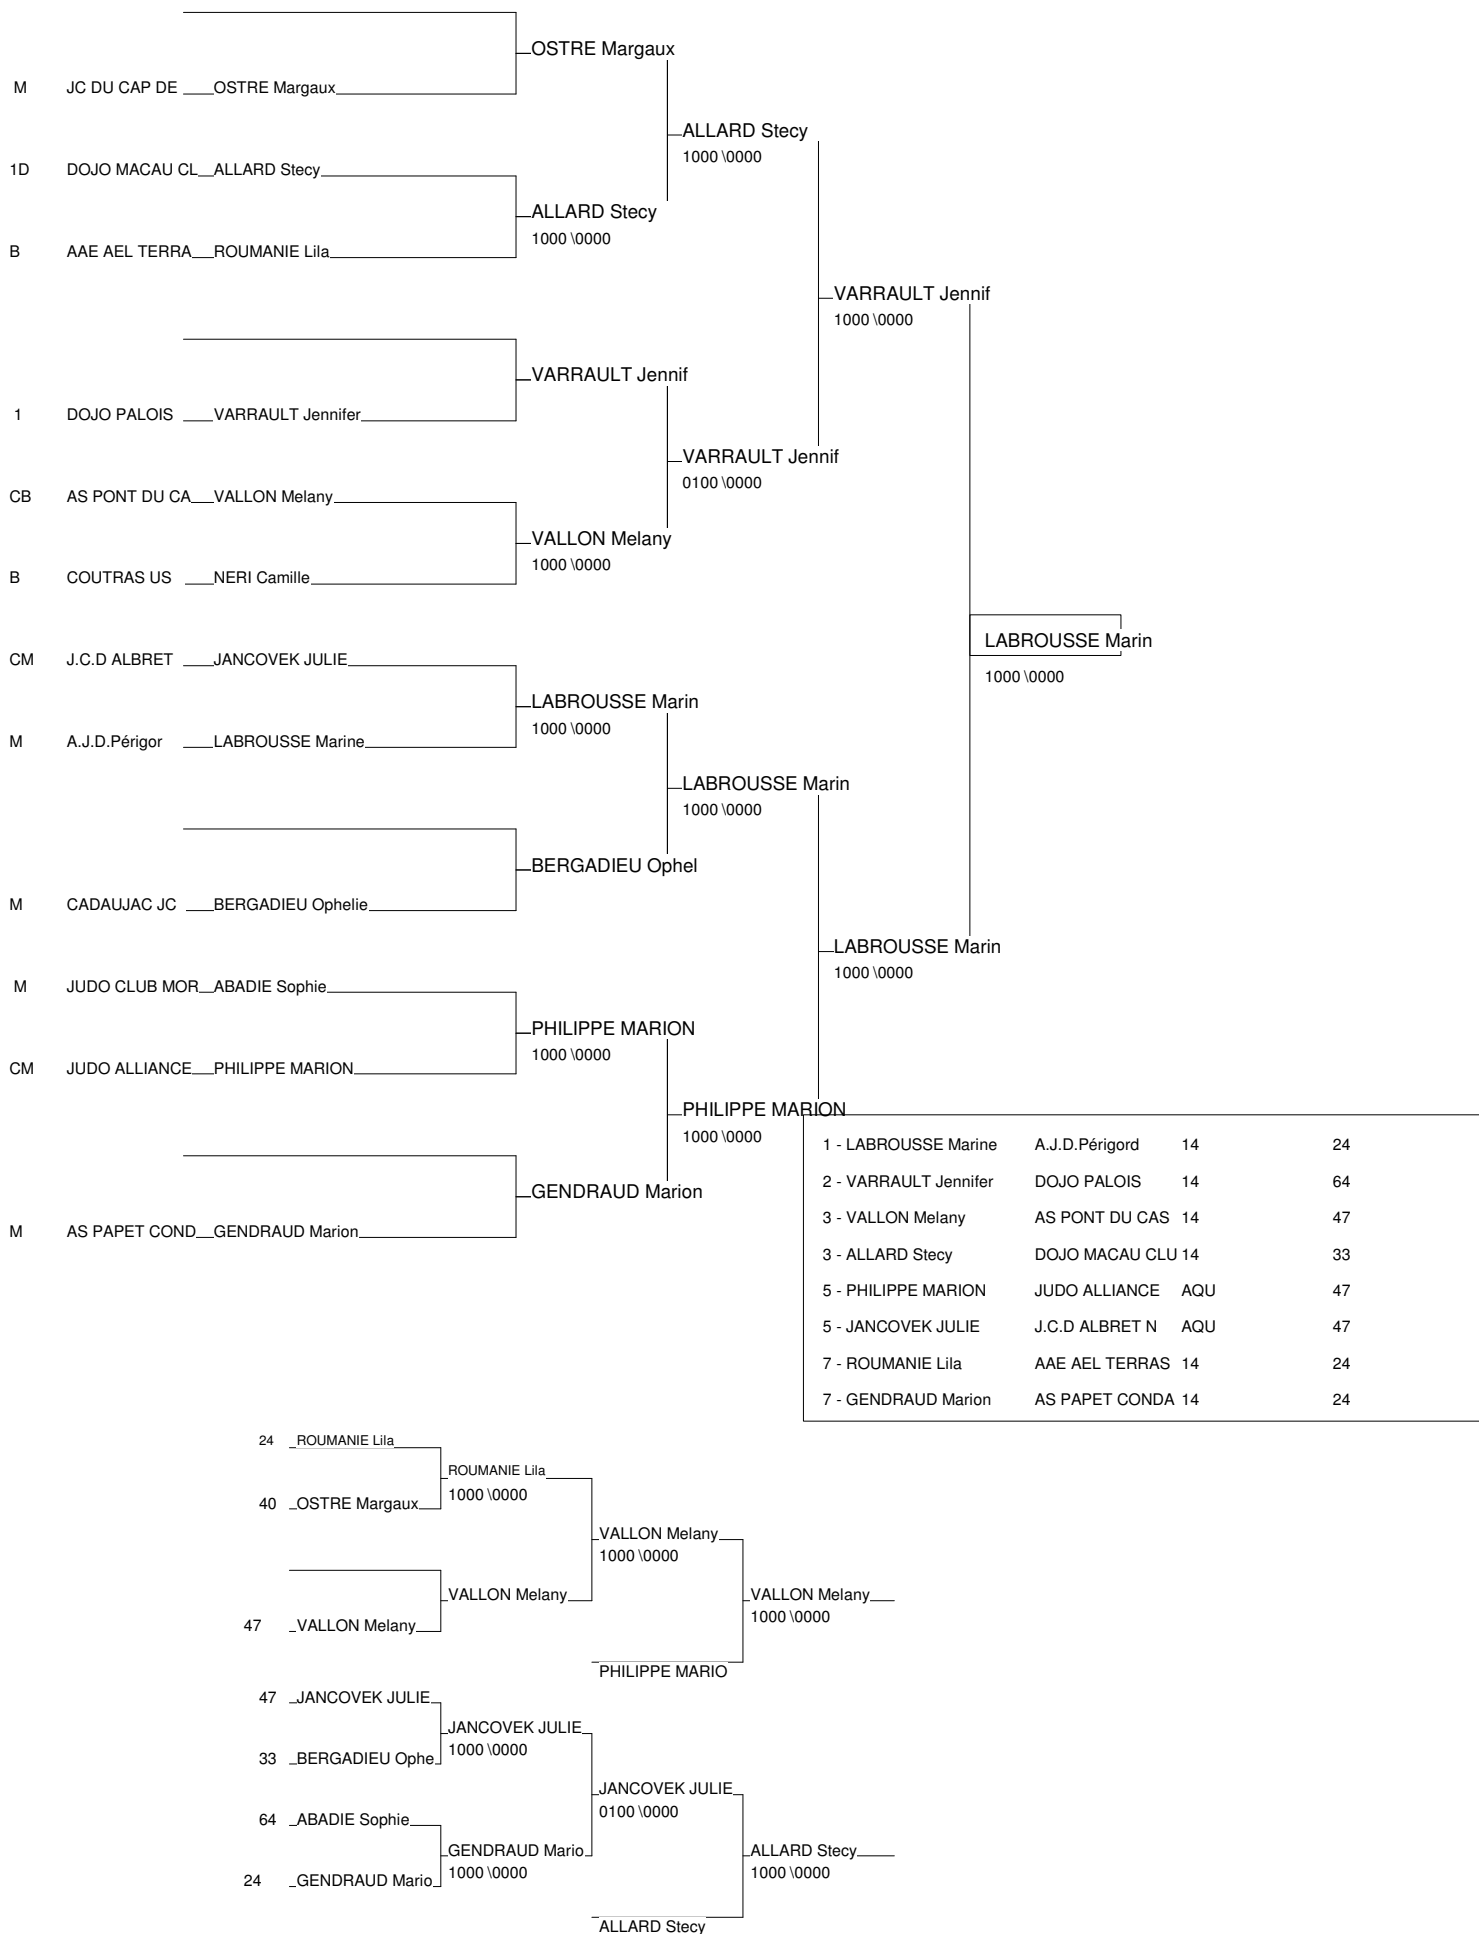 OSTRE Margaux
M JC DU CAP DE OSTRE Margaux
ALLARD Stecy
1000 \0000
1D DOJO MACAU CL ALLARD Stecy
ALLARD Stecy
1000 \0000
B AAE AEL TERRA ROUMANIE Lila
VARRAULT Jennif
1000 \0000
VARRAULT Jennif
1 DOJO PALOIS VARRAULT Jennifer
VARRAULT Jennif
0100 \0000
CB AS PONT DU CA VALLON Melany
VALLON Melany
1000 \0000
B COUTRAS US NERI Camille
LABROUSSE Marin
1000 \0000
CM J.C.D ALBRET JANCOVEK JULIE
LABROUSSE Marin
1000 \0000
M A.J.D.Périgor LABROUSSE Marine
LABROUSSE Marin
1000 \0000
BERGADIEU Ophel
M CADAUJAC JC BERGADIEU Ophelie
LABROUSSE Marin
1000 \0000
M JUDO CLUB MOR ABADIE Sophie
PHILIPPE MARION
1000 \0000
CM JUDO ALLIANCE PHILIPPE MARION
PHILIPPE MARION
1000 \0000
GENDRAUD Marion
M AS PAPET COND GENDRAUD Marion
1 - LABROUSSE Marine A.J.D.Périgord 14 24
2 - VARRAULT Jennifer DOJO PALOIS 14 64
3 - VALLON Melany AS PONT DU CAS 14 47
3 - ALLARD Stecy DOJO MACAU CLU 14 33
5 - PHILIPPE MARION JUDO ALLIANCE AQU 47
5 - JANCOVEK JULIE J.C.D ALBRET N AQU 47
7 - ROUMANIE Lila AAE AEL TERRAS 14 24
7 - GENDRAUD Marion AS PAPET CONDA 14 24
24 ROUMANIE Lila
ROUMANIE Lila
1000 \0000
40 OSTRE Margaux
VALLON Melany
1000 \0000
VALLON Melany
VALLON Melany
1000 \0000
47 VALLON Melany
PHILIPPE MARIO
47 JANCOVEK JULIE
JANCOVEK JULIE
1000 \0000
33 BERGADIEU Ophe
JANCOVEK JULIE
0100 \0000
64 ABADIE Sophie
GENDRAUD Mario
1000 \0000
ALLARD Stecy
1000 \0000
24 GENDRAUD Mario
ALLARD Stecy